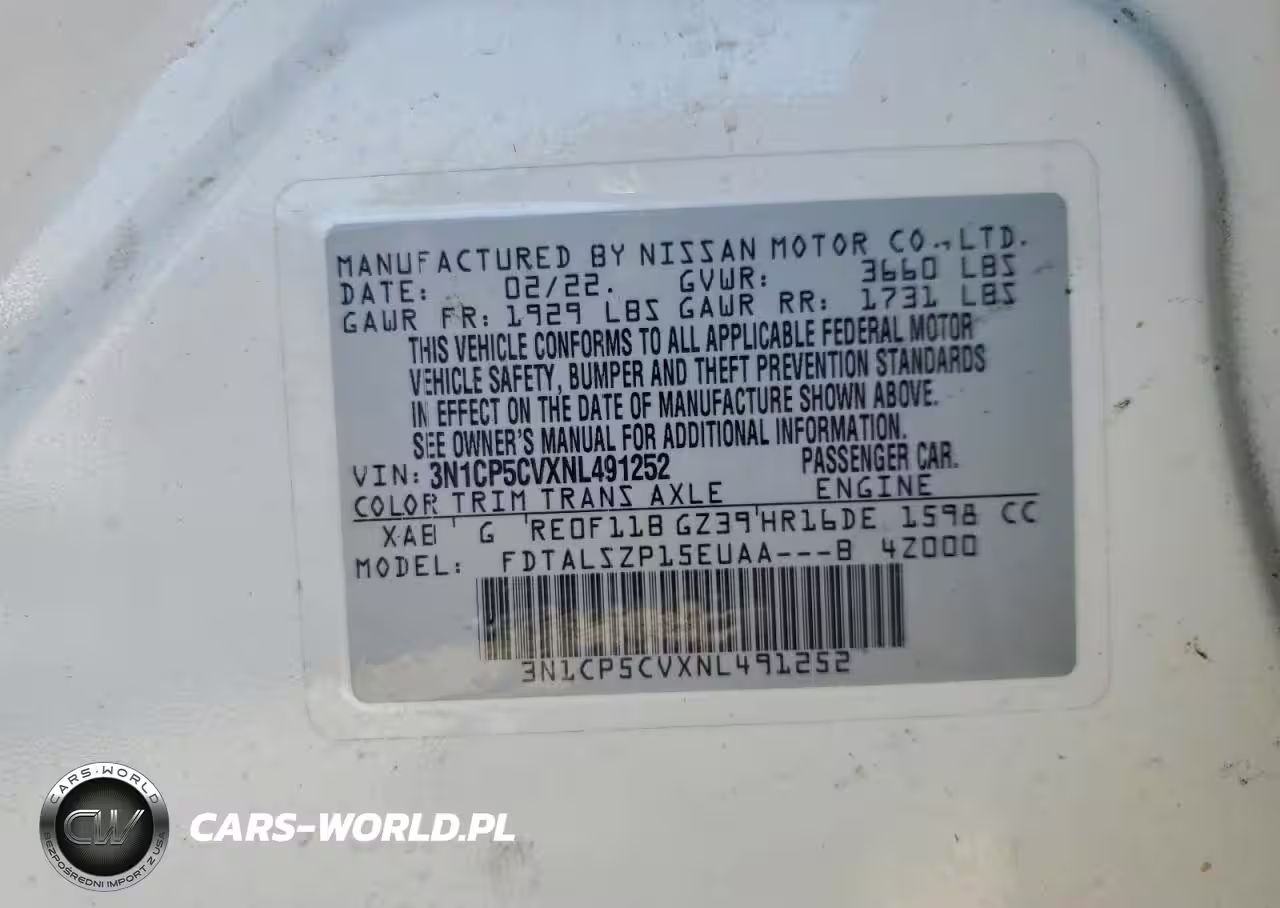 MANUFACTURED BY NISSAN MOTOR CO., LTD.
DATE: 02/22. GVWR: 3660 LBS
GAWR FR: 1929 LBS GAWR RR: 1731 LBS
THIS VEHICLE CONFORMS TO ALL APPLICABLE FEDERAL MOTOR
VEHICLE SAFETY, BUMPER AND THEFT PREVENTION STANDARDS
IN EFFECT ON THE DATE OF MANUFACTURE SHOWN ABOVE.
SEE OWNER'S MANUAL FOR ADDITIONAL INFORMATION.
VIN: 3N1CP5CVXNL491252 PASSENGER CAR.
COLOR TRIM TRANS AXLE ENGINE
XAB G RE0F11B GZ39 HR16DE 1598 CC
MODEL: FDTALSZP15EUAA---B 4Z000
3N1CP5CVXNL491252
CARS-WORLD
CW
BEZPOŚREDNI IMPORT Z USA
CARS-WORLD.PL